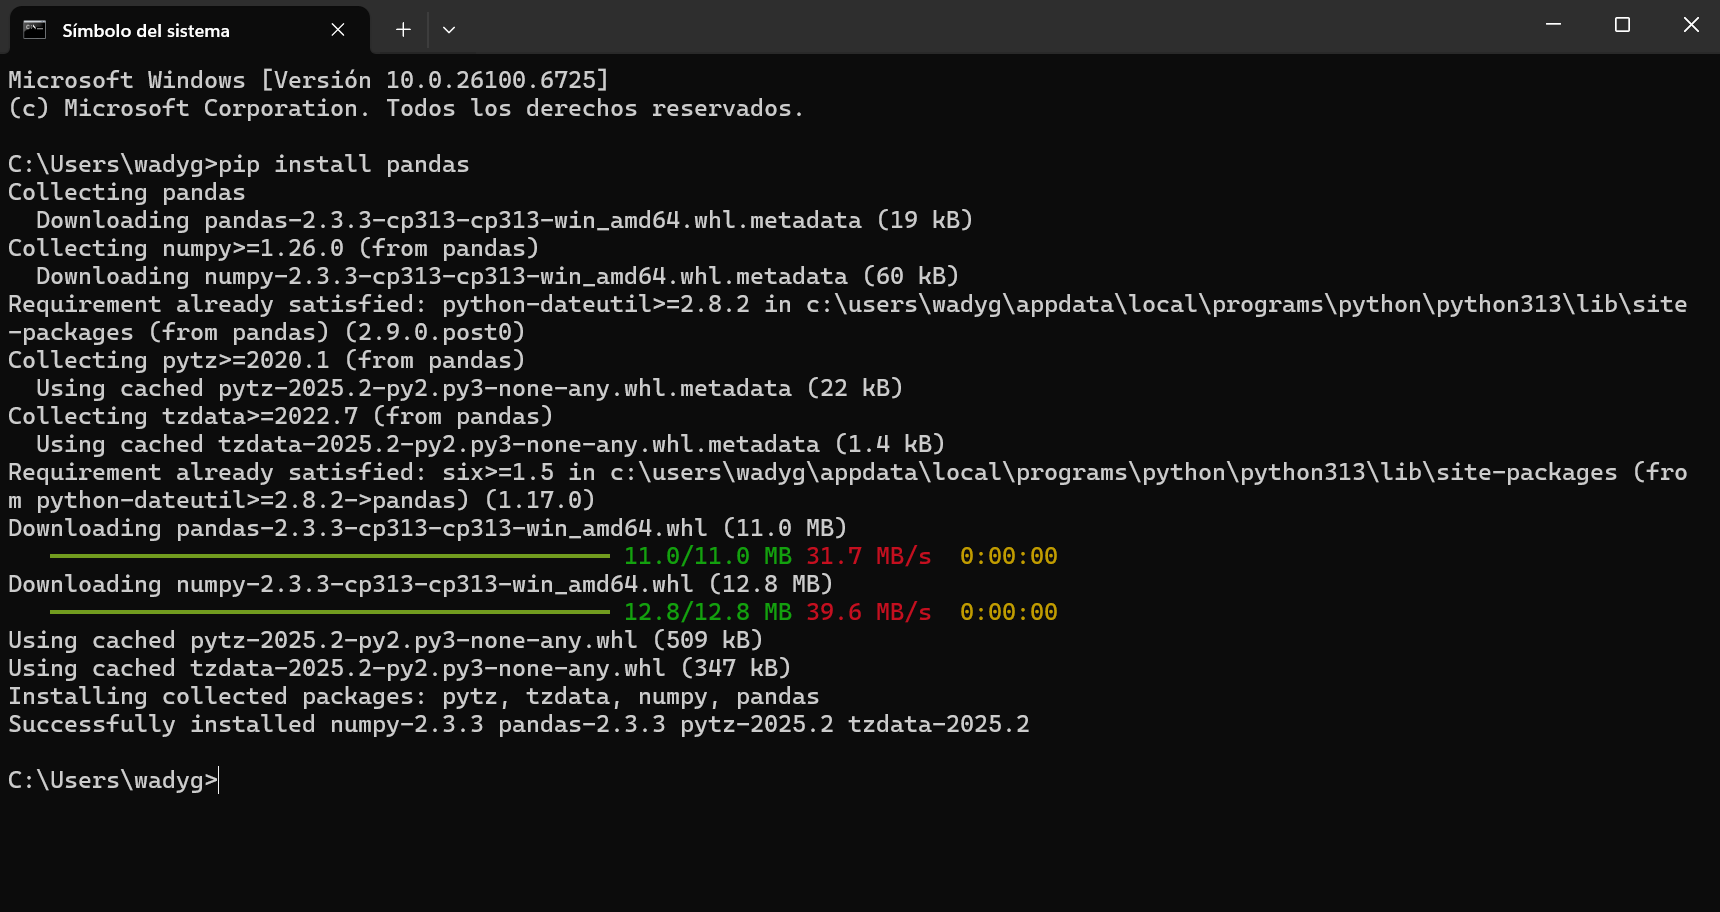 Símbolo del sistema
Microsoft Windows [Versión 10.0.26100.6725]
(c) Microsoft Corporation. Todos los derechos reservados.
C:\Users\wadyg>pip install pandas
Collecting pandas
  Downloading pandas-2.3.3-cp313-cp313-win_amd64.whl.metadata (19 kB)
Collecting numpy>=1.26.0 (from pandas)
  Downloading numpy-2.3.3-cp313-cp313-win_amd64.whl.metadata (60 kB)
Requirement already satisfied: python-dateutil>=2.8.2 in c:\users\wadyg\appdata\local\programs\python\python313\lib\site
-packages (from pandas) (2.9.0.post0)
Collecting pytz>=2020.1 (from pandas)
  Using cached pytz-2025.2-py2.py3-none-any.whl.metadata (22 kB)
Collecting tzdata>=2022.7 (from pandas)
  Using cached tzdata-2025.2-py2.py3-none-any.whl.metadata (1.4 kB)
Requirement already satisfied: six>=1.5 in c:\users\wadyg\appdata\local\programs\python\python313\lib\site-packages (fro
m python-dateutil>=2.8.2->pandas) (1.17.0)
Downloading pandas-2.3.3-cp313-cp313-win_amd64.whl (11.0 MB)
11.0/11.0 MB 31.7 MB/s  0:00:00
Downloading numpy-2.3.3-cp313-cp313-win_amd64.whl (12.8 MB)
12.8/12.8 MB 39.6 MB/s  0:00:00
Using cached pytz-2025.2-py2.py3-none-any.whl (509 kB)
Using cached tzdata-2025.2-py2.py3-none-any.whl (347 kB)
Installing collected packages: pytz, tzdata, numpy, pandas
Successfully installed numpy-2.3.3 pandas-2.3.3 pytz-2025.2 tzdata-2025.2
C:\Users\wadyg>